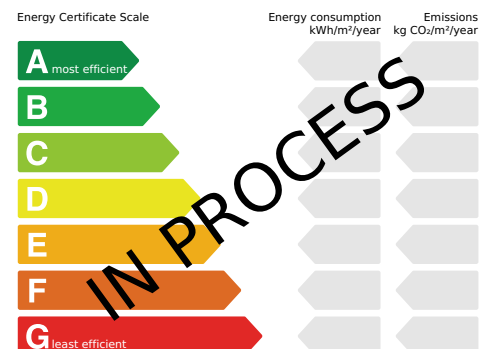 Energy Certificate Scale
Energy consumption
kWh/m²/year
Emissions
kg CO₂/m²/year
A most efficient
B
C
D
E
F
G least efficient
IN PROCESS